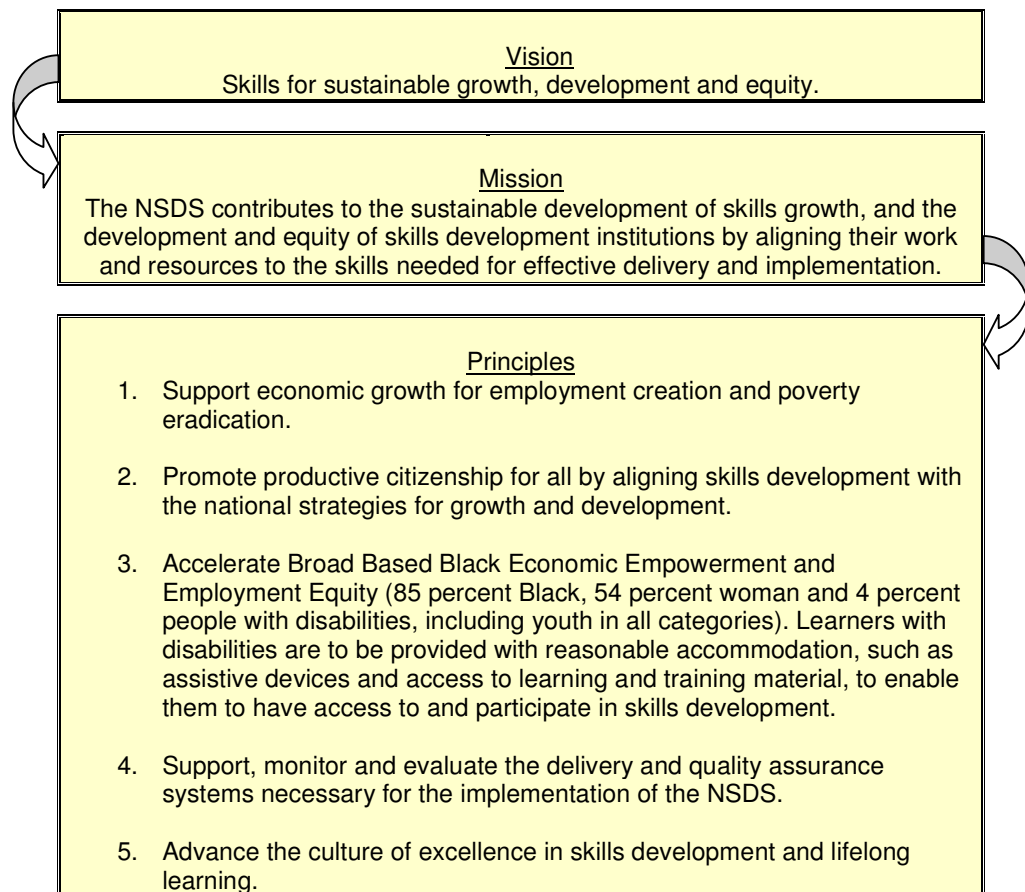 Vision
Skills for sustainable growth, development and equity.
Mission
The NSDS contributes to the sustainable development of skills growth, and the
development and equity of skills development institutions by aligning their work
and resources to the skills needed for effective delivery and implementation.
Principles
1. Support economic growth for employment creation and poverty
eradication.
2. Promote productive citizenship for all by aligning skills development with
the national strategies for growth and development.
3. Accelerate Broad Based Black Economic Empowerment and
Employment Equity (85 percent Black, 54 percent woman and 4 percent
people with disabilities, including youth in all categories). Learners with
disabilities are to be provided with reasonable accommodation, such as
assistive devices and access to learning and training material, to enable
them to have access to and participate in skills development.
4. Support, monitor and evaluate the delivery and quality assurance
systems necessary for the implementation of the NSDS.
5. Advance the culture of excellence in skills development and lifelong
learning.